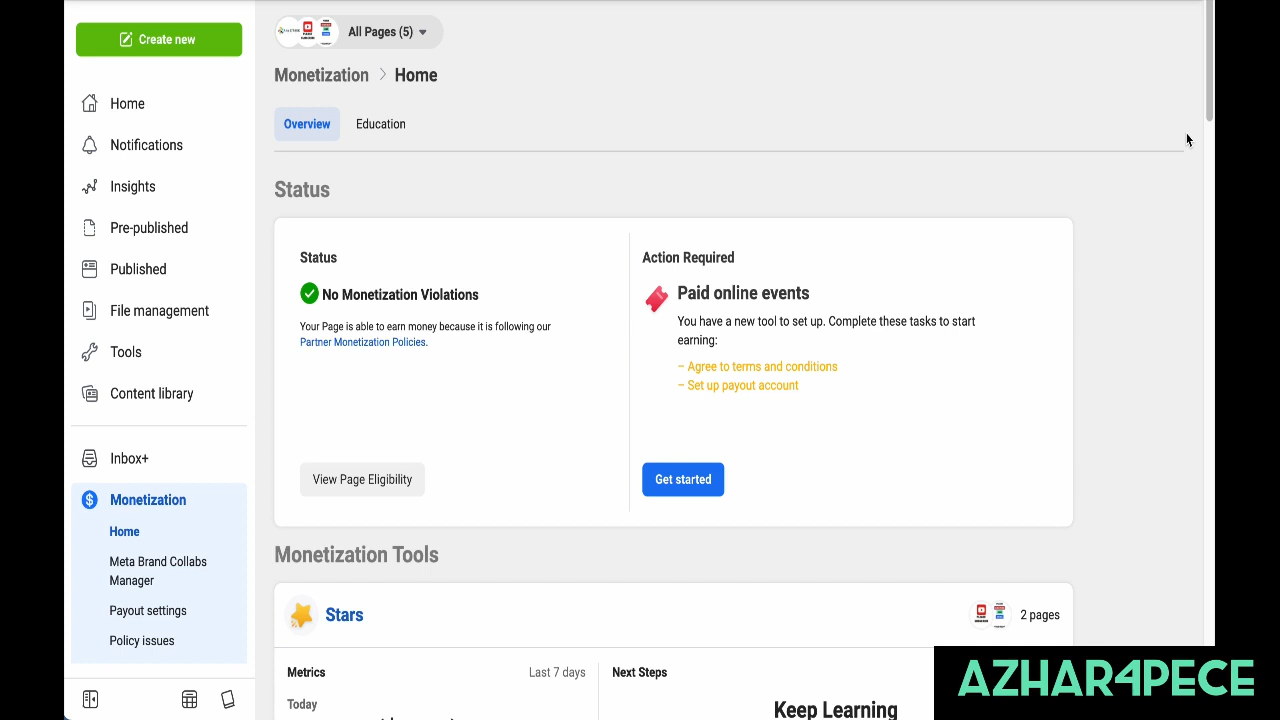 Create new
All Pages (5)
Monetization > Home
Overview
Education
Home
Notifications
Insights
Pre-published
Published
File management
Tools
Content library
Inbox+
Monetization
Home
Meta Brand Collabs
Manager
Payout settings
Policy issues
Status
Status
No Monetization Violations
Your Page is able to earn money because it is following our
Partner Monetization Policies.
View Page Eligibility
Action Required
Paid online events
You have a new tool to set up. Complete these tasks to start
earning:
– Agree to terms and conditions
– Set up payout account
Get started
Monetization Tools
Stars
2 pages
Metrics
Last 7 days
Today
Next Steps
Keep Learning
AZHAR4PECE